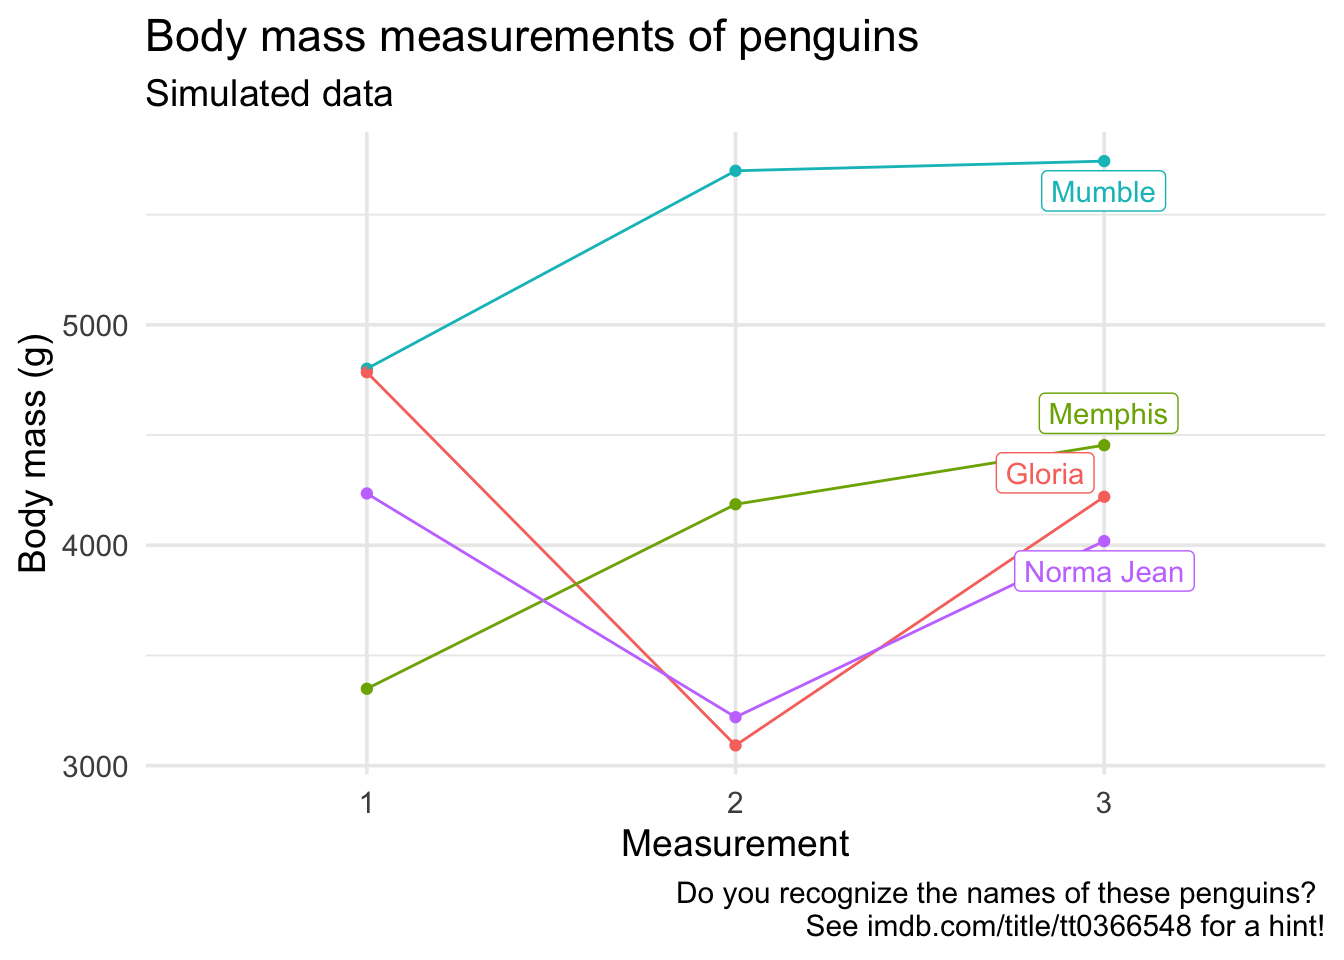 Body mass measurements of penguins
Simulated data
Body mass (g)
5000
4000
3000
Mumble
Memphis
Gloria
Norma Jean
1 2 3
Measurement
Do you recognize the names of these penguins?
See imdb.com/title/tt0366548 for a hint!